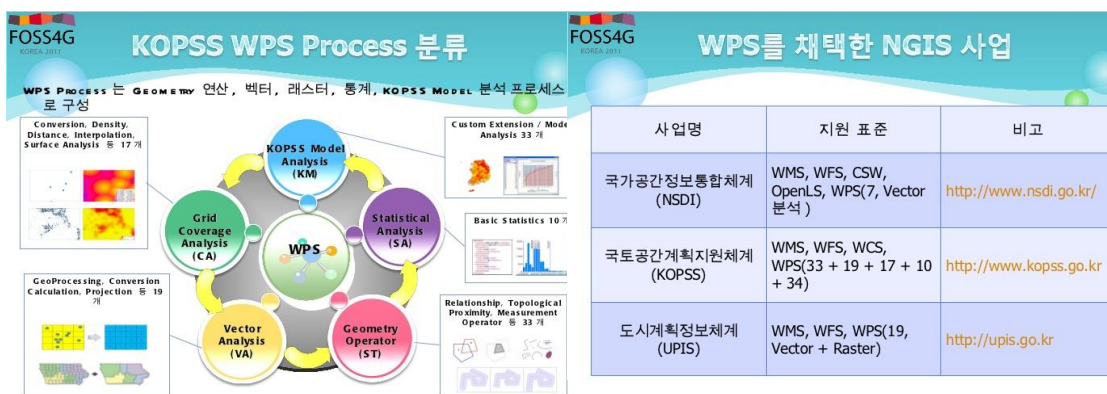 FOSS4G
KOREA 2011
KOPSS WPS Process 분류
WPS PROCESS 는 GEOMETRY 연산, 벡터, 래스터, 통계, KOPSS MODEL 분석 프로세스
로 구성
Conversion, Density,
Distance, Interpolation,
Surface Analysis 등 17 개
Custom Extension / Mode
Analysis 33 개
KOPSS Model
Analysis
(KM)
Grid
Coverage
Analysis
(CA)
WPS
Statistical
Analysis
(SA)
Basic Statistics 10 개
GeoProcessing, Conversion
Calculation, Projection 등 19
개
Vector
Analysis
(VA)
Geometry
Operator
(ST)
Relationship, Topological
Proximity, Measurement
Operator 등 33 개
FOSS4G
KOREA 2011
WPS를 채택한 NGIS 사업
사업명 지원 표준 비고
국가공간정보통합체계
(NSDI)
WMS, WFS, CSW,
OpenLS, WPS(7, Vector
분석 )
http://www.nsdi.go.kr/
국토공간계획지원체계
(KOPSS)
WMS, WFS, WCS,
WPS(33 + 19 + 17 + 10
+ 34)
http://www.kopss.go.kr
도시계획정보체계
(UPIS)
WMS, WFS, WPS(19,
Vector + Raster)
http://upis.go.kr